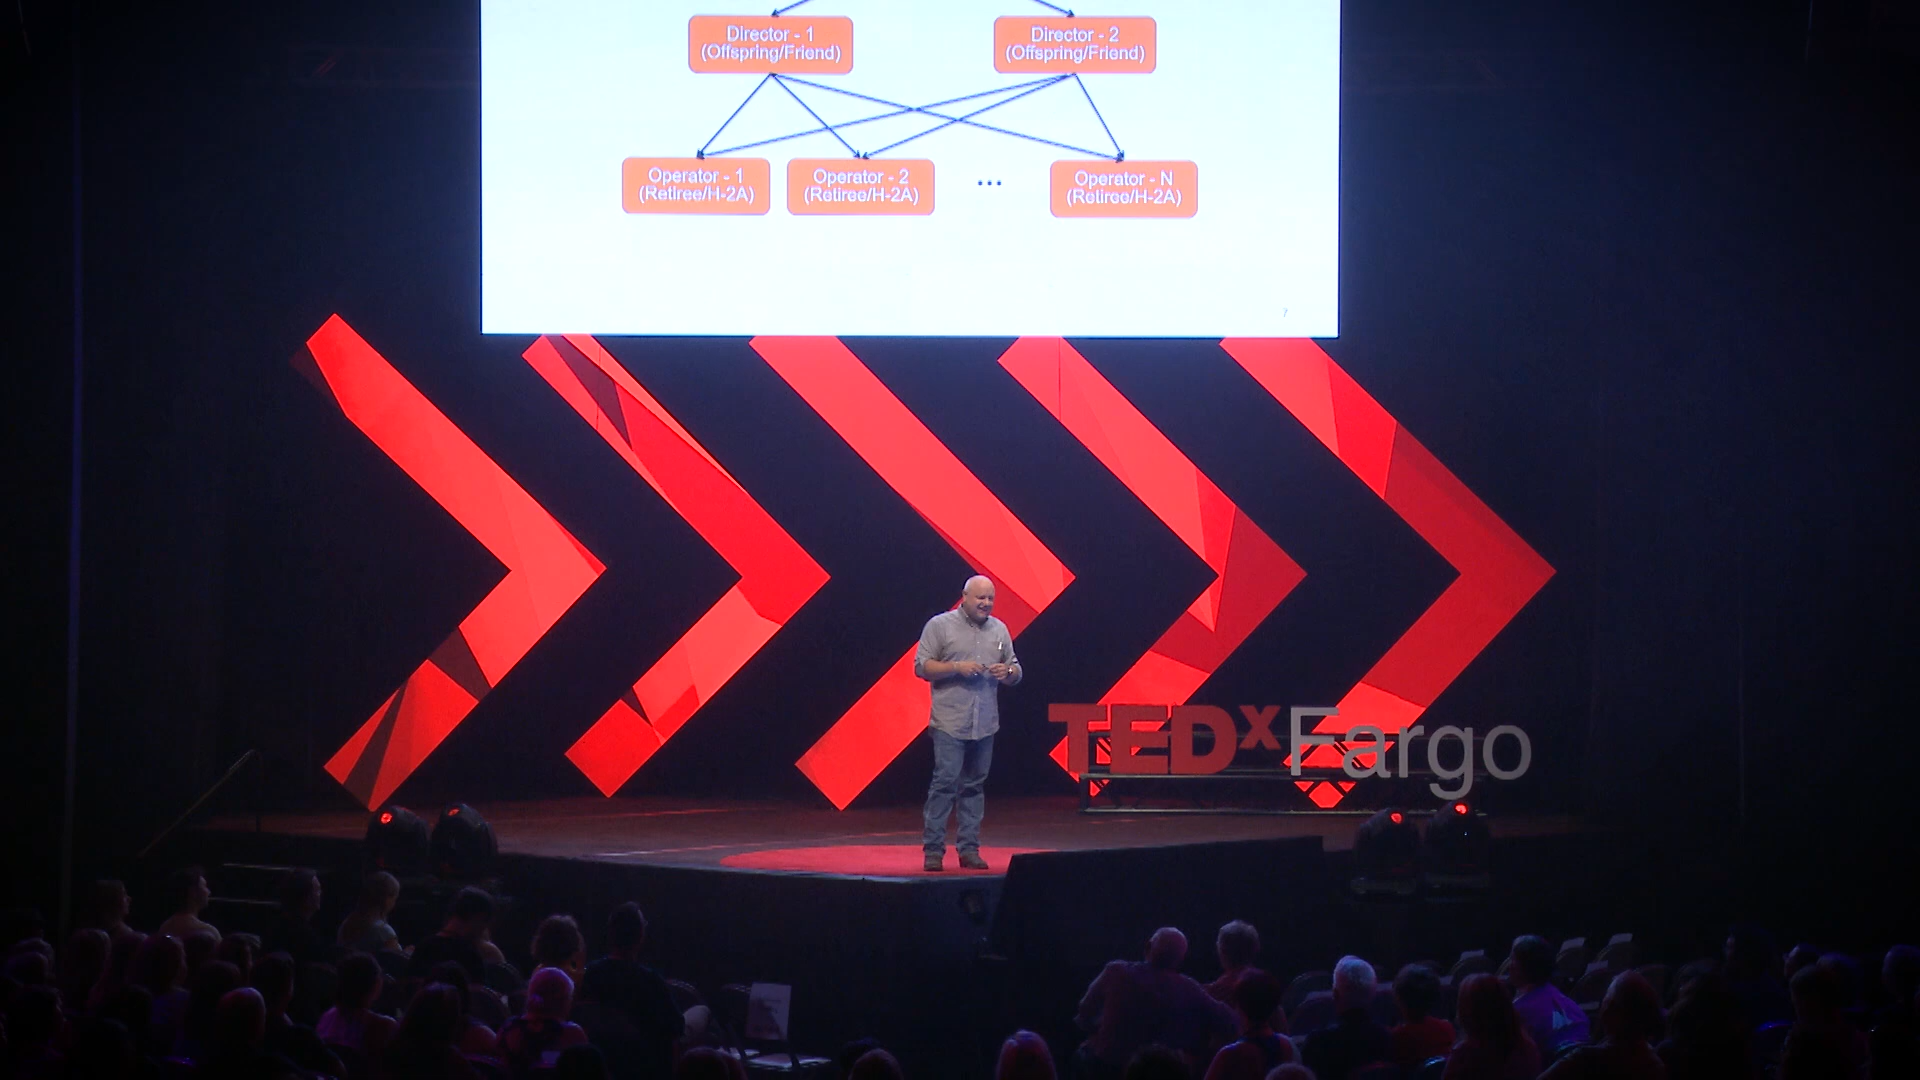 Director - 1
(Offspring/Friend)
Director - 2
(Offspring/Friend)
Operator - 1
(Retiree/H-2A)
Operator - 2
(Retiree/H-2A)
...
Operator - N
(Retiree/H-2A)
7
TEDxFargo